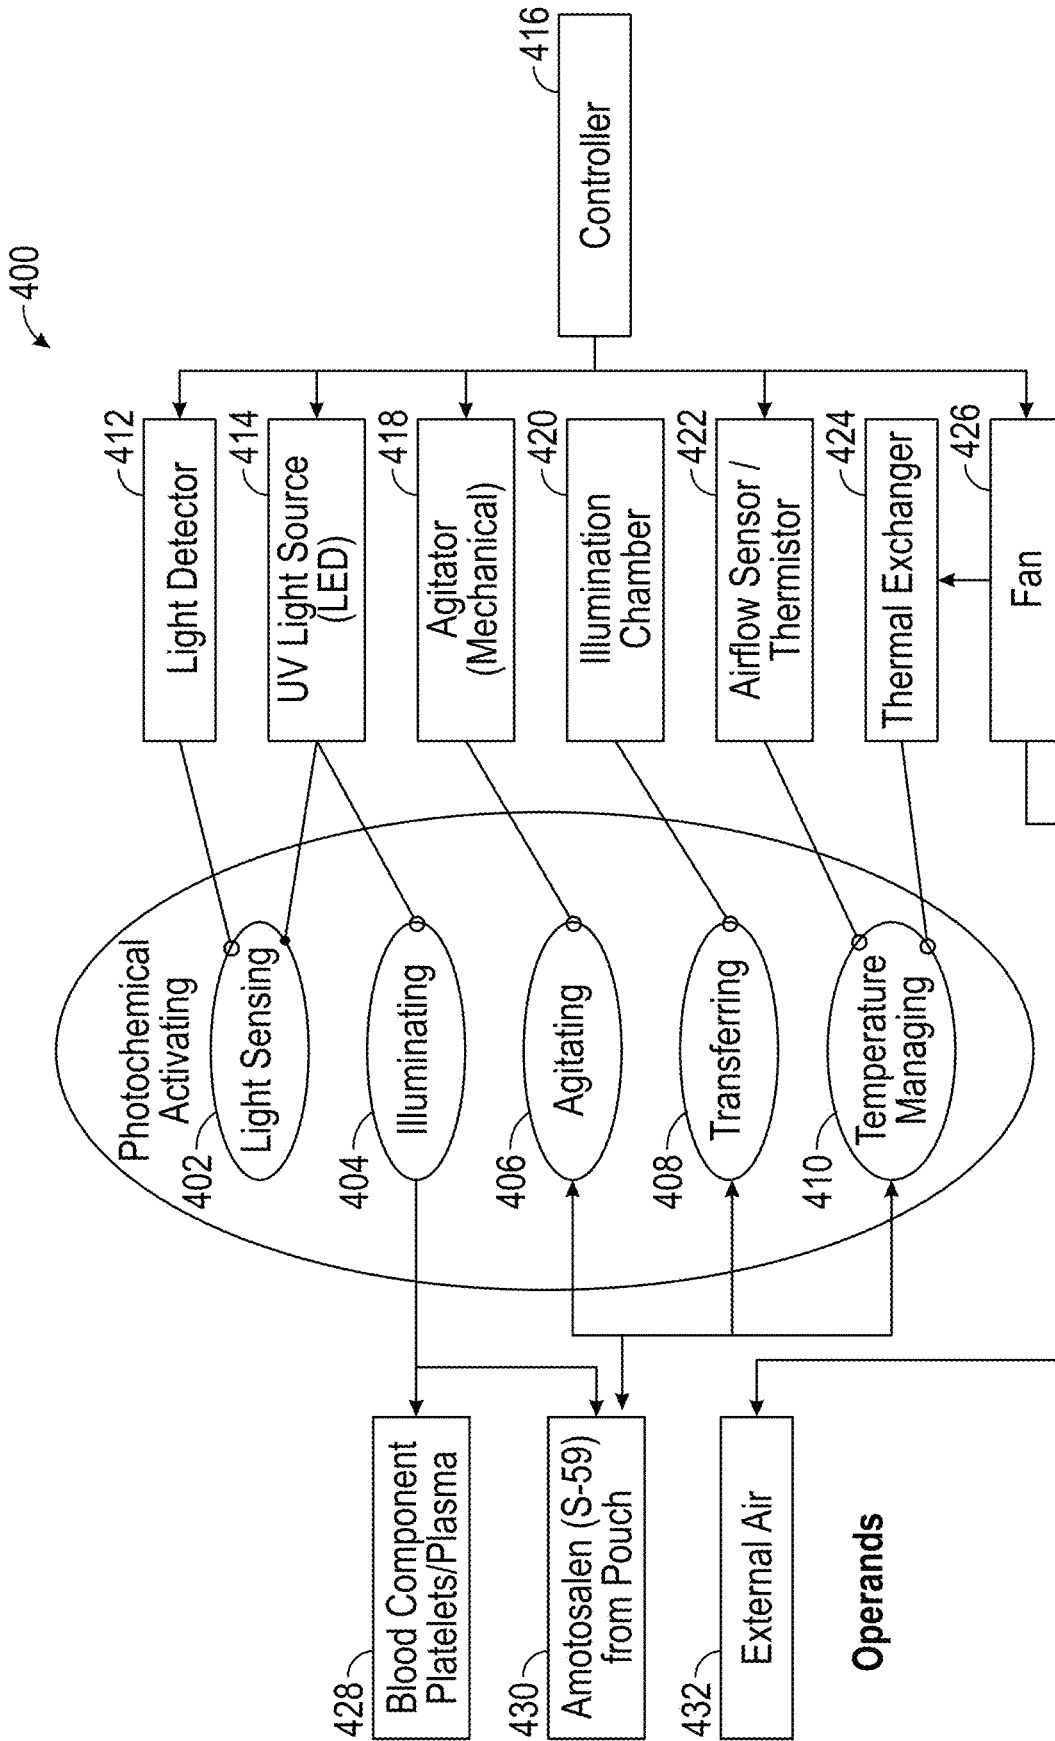 400
Photochemical
Activating
402
Light Sensing
404
Illuminating
406
Agitating
408
Transferring
410
Temperature
Managing
412
Light Detector
414
UV Light Source
(LED)
416
Controller
418
Agitator
(Mechanical)
420
Illumination
Chamber
422
Airflow Sensor /
Thermistor
424
Thermal Exchanger
426
Fan
428
Blood Component
Platelets/Plasma
430
Amotosalen (S-59)
from Pouch
432
External Air
Operands